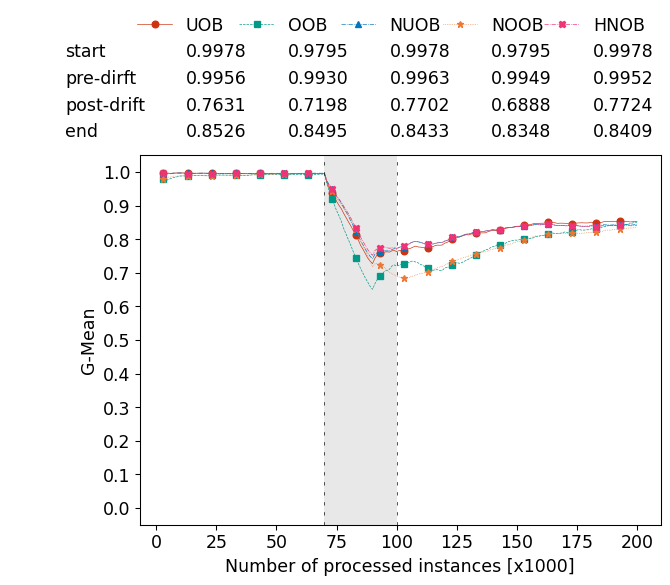 UOB OOB NUOB NOOB HNOB
start 0.9978 0.9795 0.9978 0.9795 0.9978
pre-dirft 0.9956 0.9930 0.9963 0.9949 0.9952
post-drift 0.7631 0.7198 0.7702 0.6888 0.7724
end 0.8526 0.8495 0.8433 0.8348 0.8409
1.0
0.9
0.8
0.7
0.6
0.5
0.4
0.3
0.2
0.1
0.0
G-Mean
0 25 50 75 100 125 150 175 200
Number of processed instances [x1000]